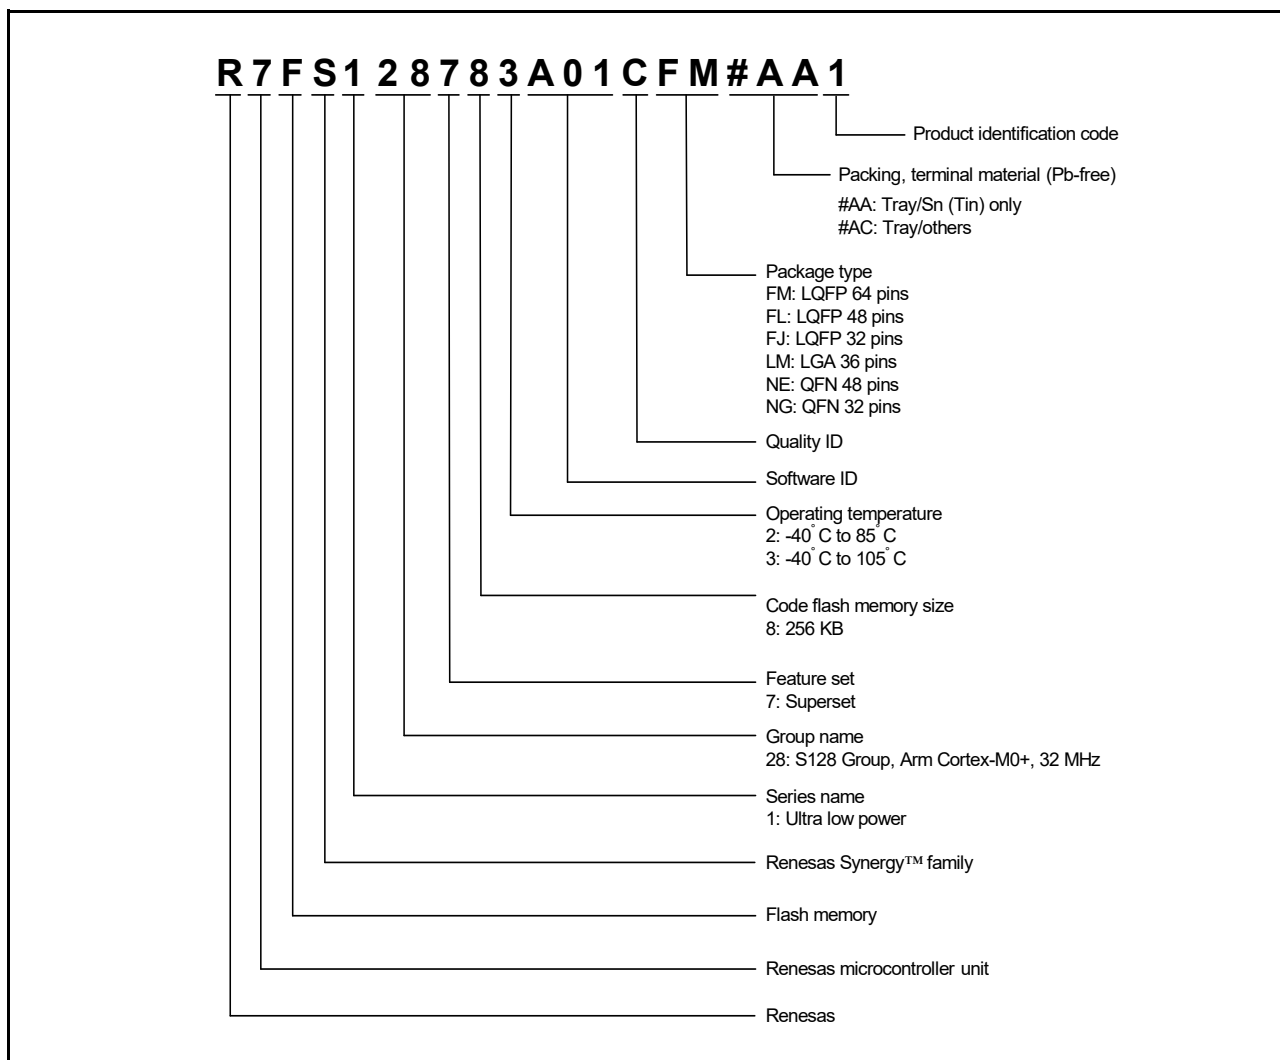 R7FS128783A01CFM#AA1
Product identification code
Packing, terminal material (Pb-free)
#AA: Tray/Sn (Tin) only
#AC: Tray/others
Package type
FM: LQFP 64 pins
FL: LQFP 48 pins
FJ: LQFP 32 pins
LM: LGA 36 pins
NE: QFN 48 pins
NG: QFN 32 pins
Quality ID
Software ID
Operating temperature
2: -40°C to 85°C
3: -40°C to 105°C
Code flash memory size
8: 256 KB
Feature set
7: Superset
Group name
28: S128 Group, Arm Cortex-M0+, 32 MHz
Series name
1: Ultra low power
Renesas Synergy™ family
Flash memory
Renesas microcontroller unit
Renesas